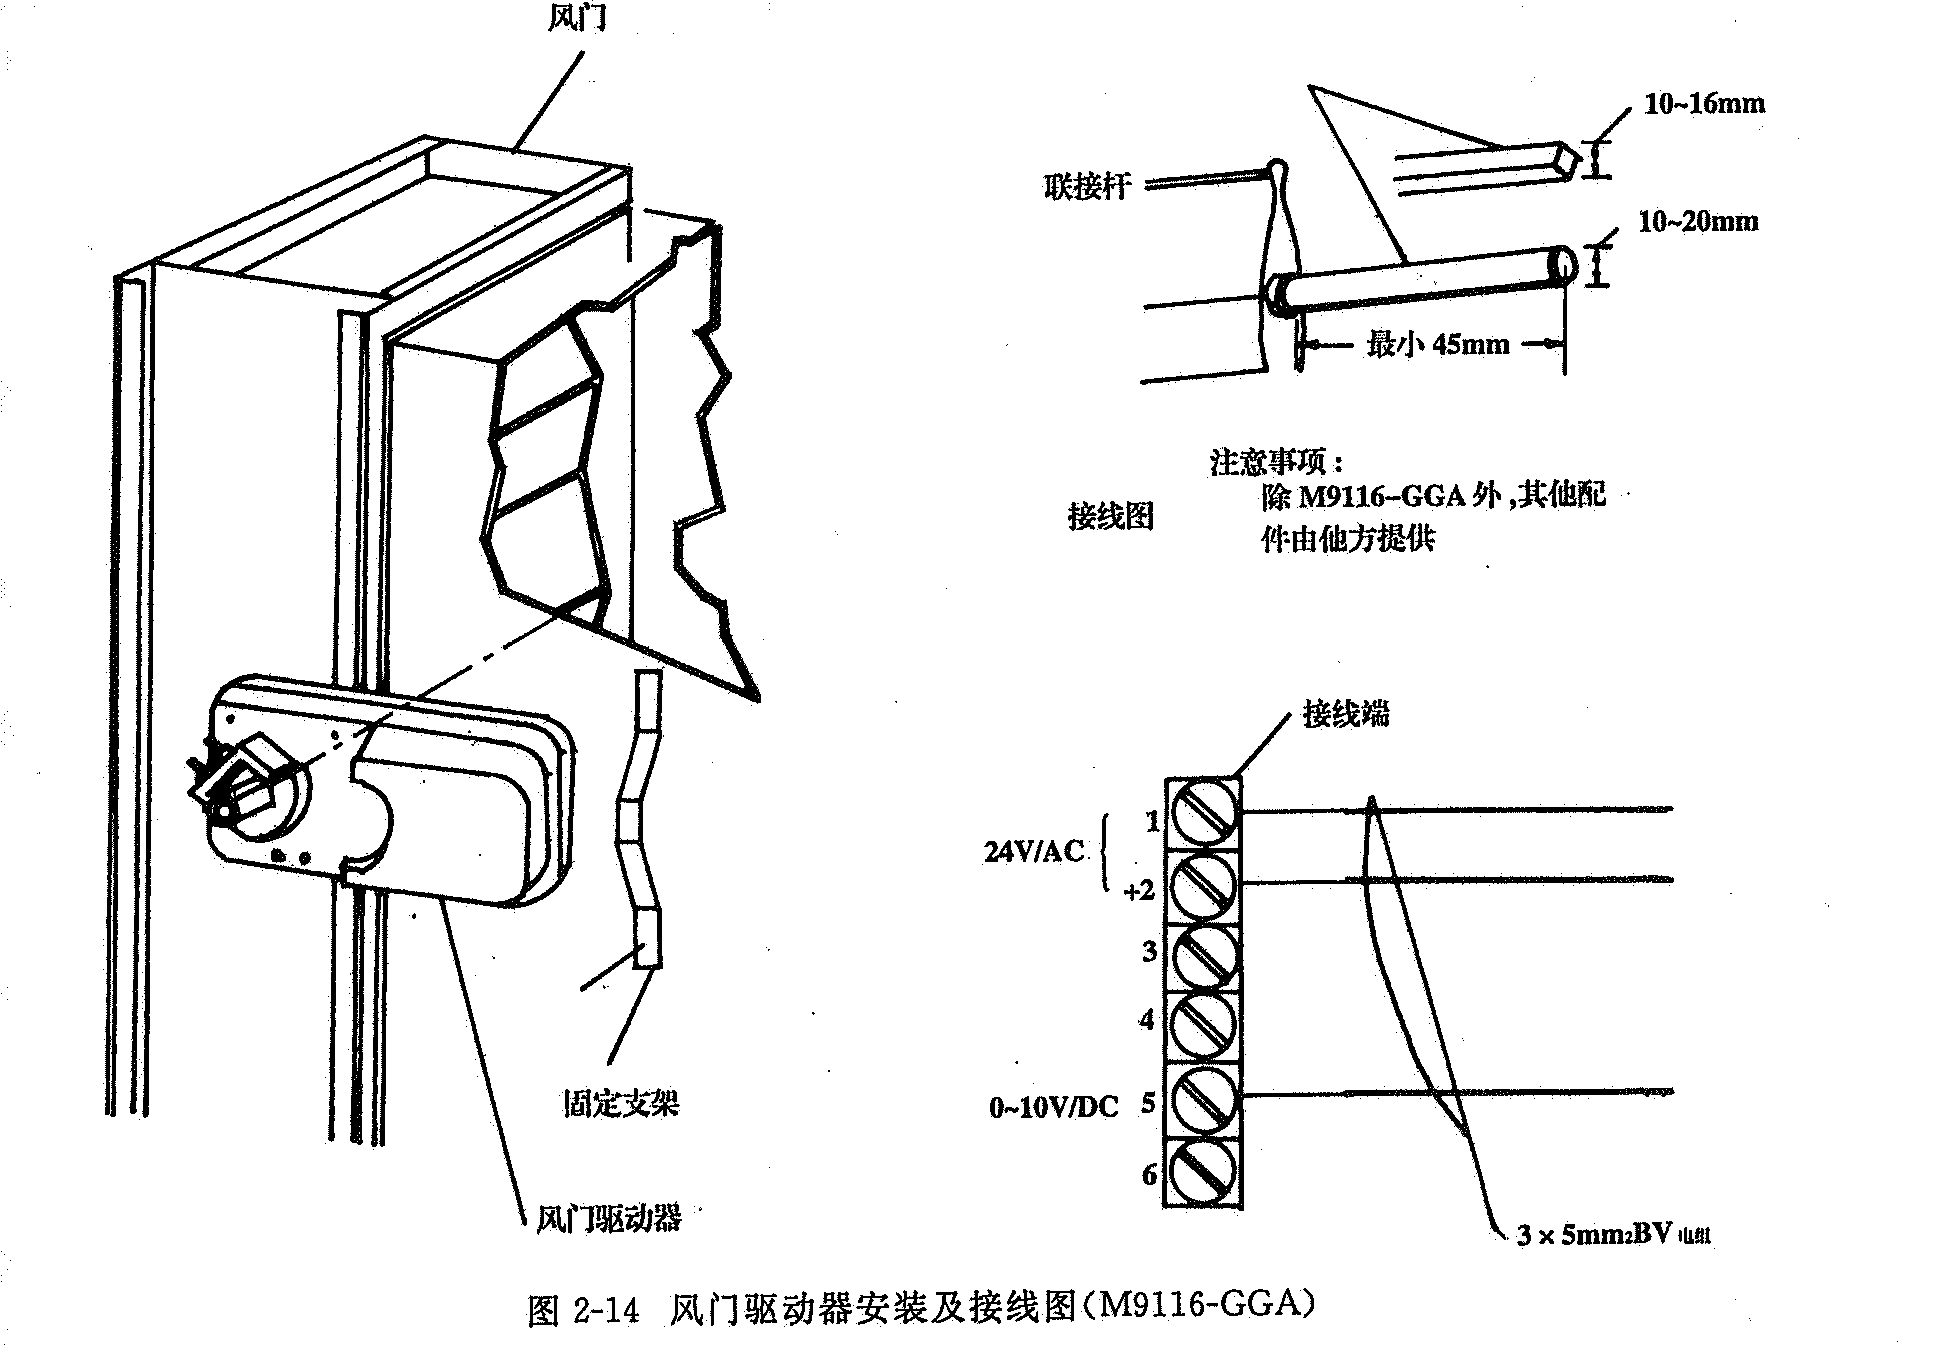 风门
10~16mm
联接杆
10~20mm
最小 45mm
注意事项:
除 M9116-GGA 外,其他配
件由他方提供
接线图
接线端
1
24V/AC
+2
3
4
0~10V/DC 5
6
固定支架
风门驱动器
3×5mm2BV
图 2-14 风门驱动器安装及接线图(M9116-GGA)